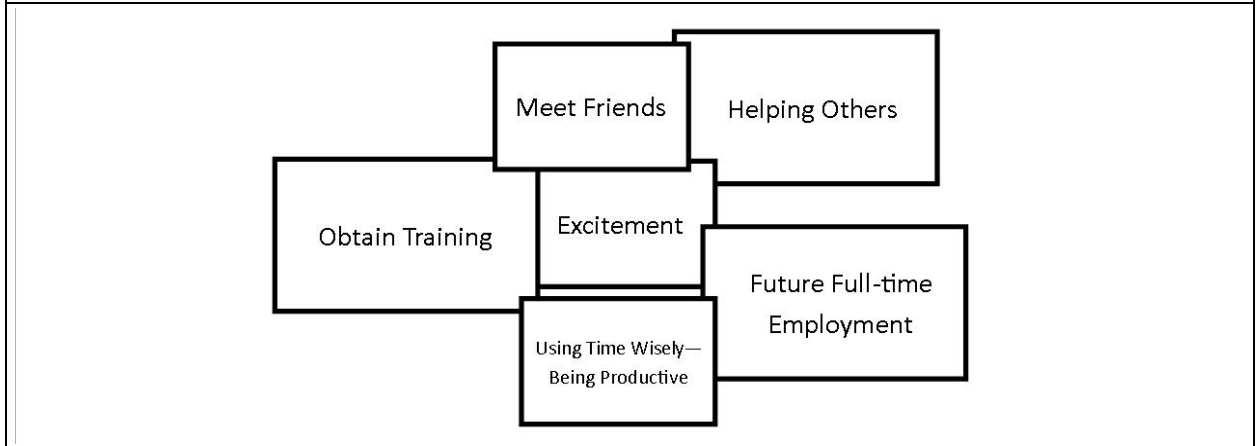 Meet Friends
Helping Others
Obtain Training
Excitement
Future Full-time
Employment
Using Time Wisely—
Being Productive